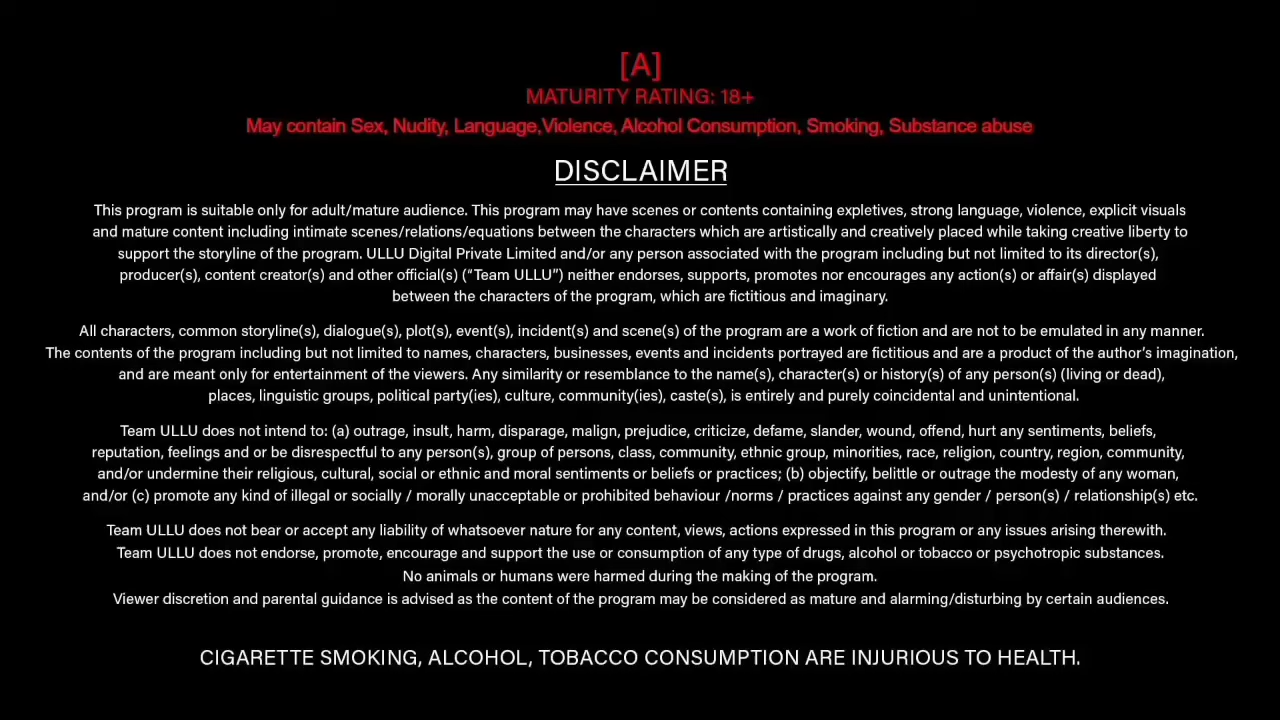 [A]
MATURITY RATING: 18+
May contain Sex, Nudity, Language,Violence, Alcohol Consumption, Smoking, Substance abuse
DISCLAIMER
This program is suitable only for adult/mature audience. This program may have scenes or contents containing expletives, strong language, violence, explicit visuals
and mature content including intimate scenes/relations/equations between the characters which are artistically and creatively placed while taking creative liberty to
support the storyline of the program. ULLU Digital Private Limited and/or any person associated with the program including but not limited to its director(s),
producer(s), content creator(s) and other official(s) (“Team ULLU”) neither endorses, supports, promotes nor encourages any action(s) or affair(s) displayed
between the characters of the program, which are fictitious and imaginary.
All characters, common storyline(s), dialogue(s), plot(s), event(s), incident(s) and scene(s) of the program are a work of fiction and are not to be emulated in any manner.
The contents of the program including but not limited to names, characters, businesses, events and incidents portrayed are fictitious and are a product of the author’s imagination,
and are meant only for entertainment of the viewers. Any similarity or resemblance to the name(s), character(s) or history(s) of any person(s) (living or dead),
places, linguistic groups, political party(ies), culture, community(ies), caste(s), is entirely and purely coincidental and unintentional.
Team ULLU does not intend to: (a) outrage, insult, harm, disparage, malign, prejudice, criticize, defame, slander, wound, offend, hurt any sentiments, beliefs,
reputation, feelings and or be disrespectful to any person(s), group of persons, class, community, ethnic group, minorities, race, religion, country, region, community,
and/or undermine their religious, cultural, social or ethnic and moral sentiments or beliefs or practices; (b) objectify, belittle or outrage the modesty of any woman,
and/or (c) promote any kind of illegal or socially / morally unacceptable or prohibited behaviour /norms / practices against any gender / person(s) / relationship(s) etc.
Team ULLU does not bear or accept any liability of whatsoever nature for any content, views, actions expressed in this program or any issues arising therewith.
Team ULLU does not endorse, promote, encourage and support the use or consumption of any type of drugs, alcohol or tobacco or psychotropic substances.
No animals or humans were harmed during the making of the program.
Viewer discretion and parental guidance is advised as the content of the program may be considered as mature and alarming/disturbing by certain audiences.
CIGARETTE SMOKING, ALCOHOL, TOBACCO CONSUMPTION ARE INJURIOUS TO HEALTH.